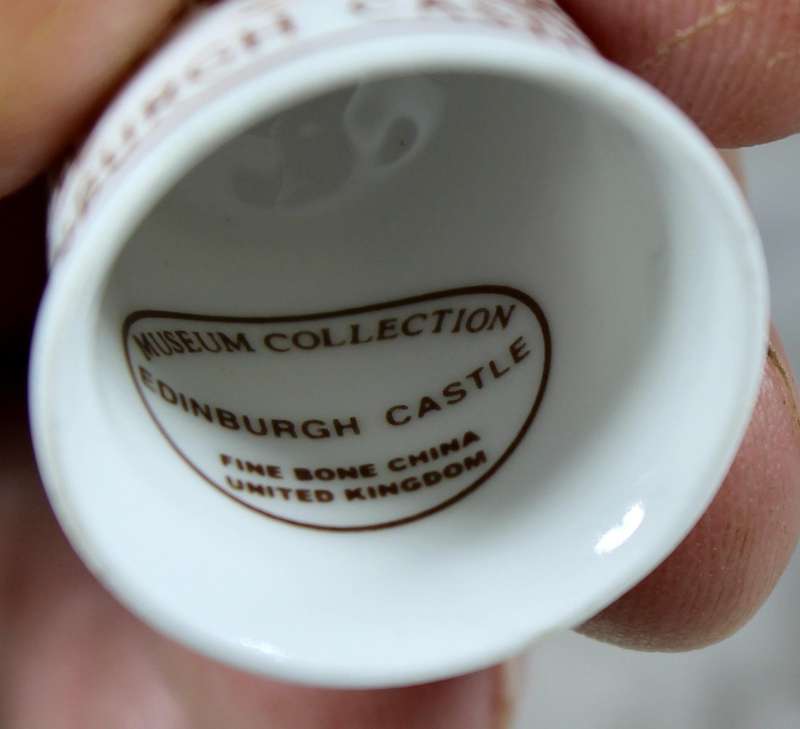 MUSEUM COLLECTION
EDINBURGH CASTLE
FINE BONE CHINA
UNITED KINGDOM